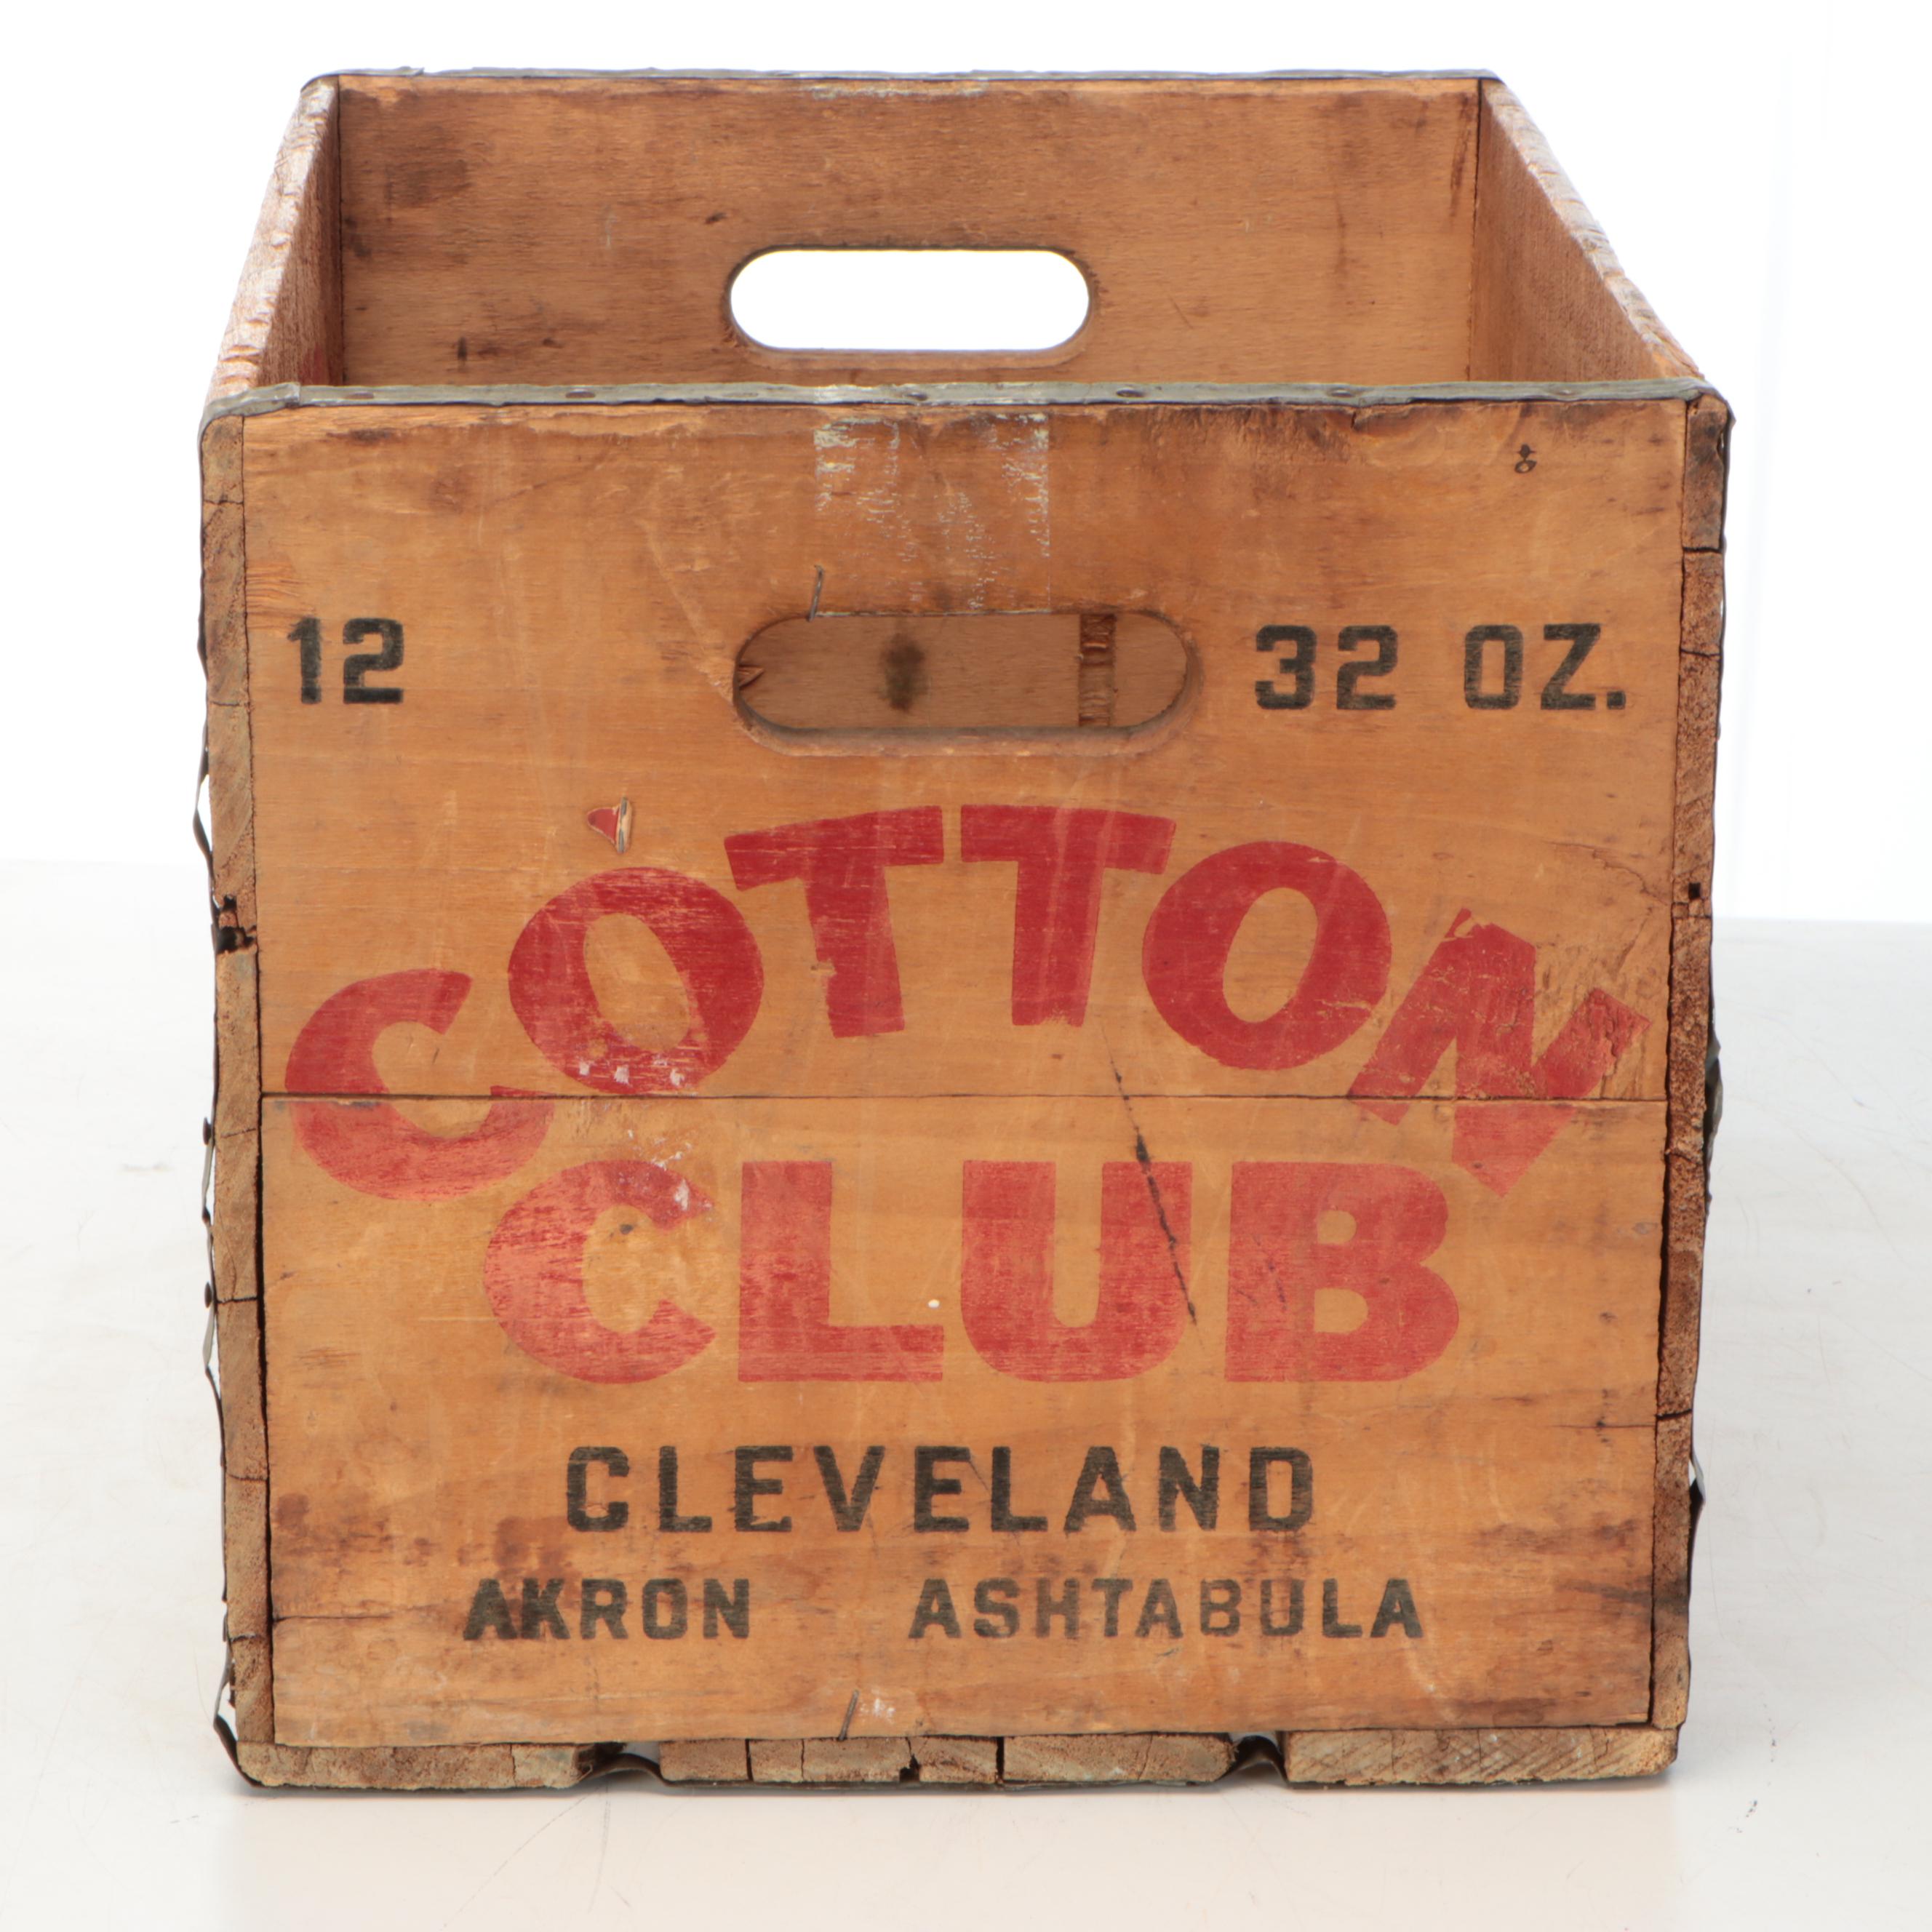 12 32 OZ.
COTTON
CLUB
CLEVELAND
AKRON ASHTABULA